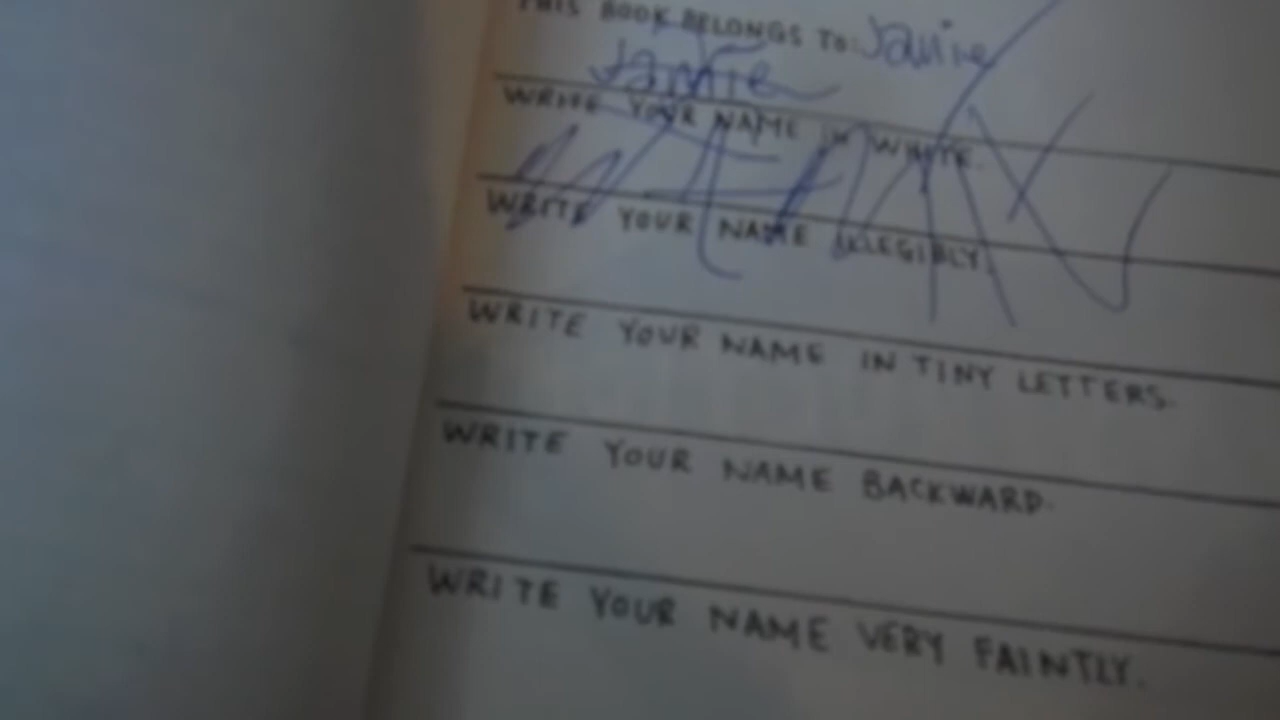 THIS BOOK BELONGS TO: Janine
Jamie
WRITE YOUR NAME IN WHITE.
WRITE YOUR NAME ILLEGIBLY.
WRITE YOUR NAME IN TINY LETTERS.
WRITE YOUR NAME BACKWARD.
WRITE YOUR NAME VERY FAINTLY.